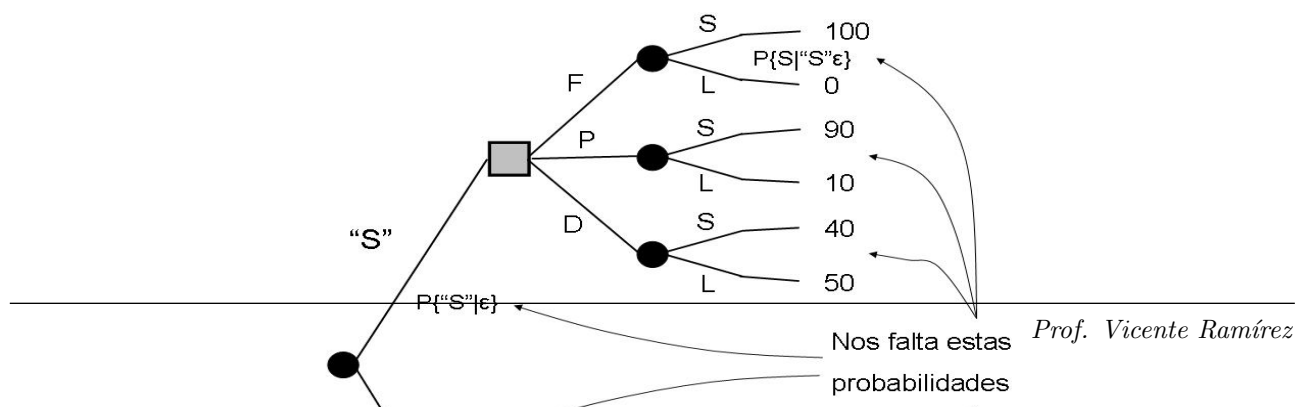 S 100
P{S|“S”ε}
F L 0
S 90
P
L 10
D S 40
“S”
L 50
P{“S”|ε}
Nos falta estas Prof. Vicente Ramírez
probabilidades